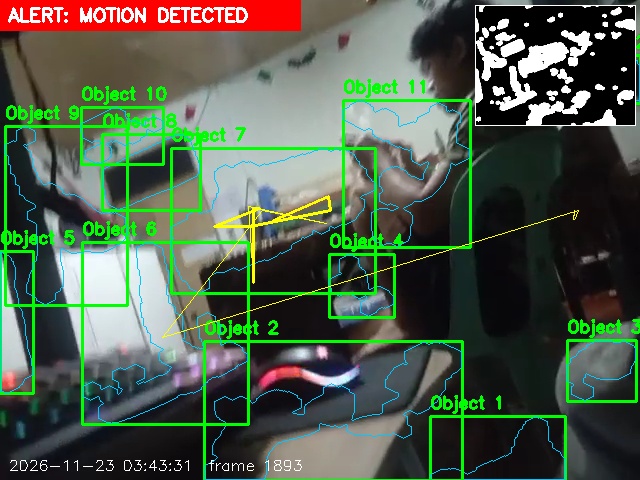 ALERT: MOTION DETECTED
Object 10
Object 11
Object 9
Object 8
Object 7
Object 5
Object 6
Object 4
Object 2
Object 3
Object 1
2026-11-23 03:43:31 frame 1893